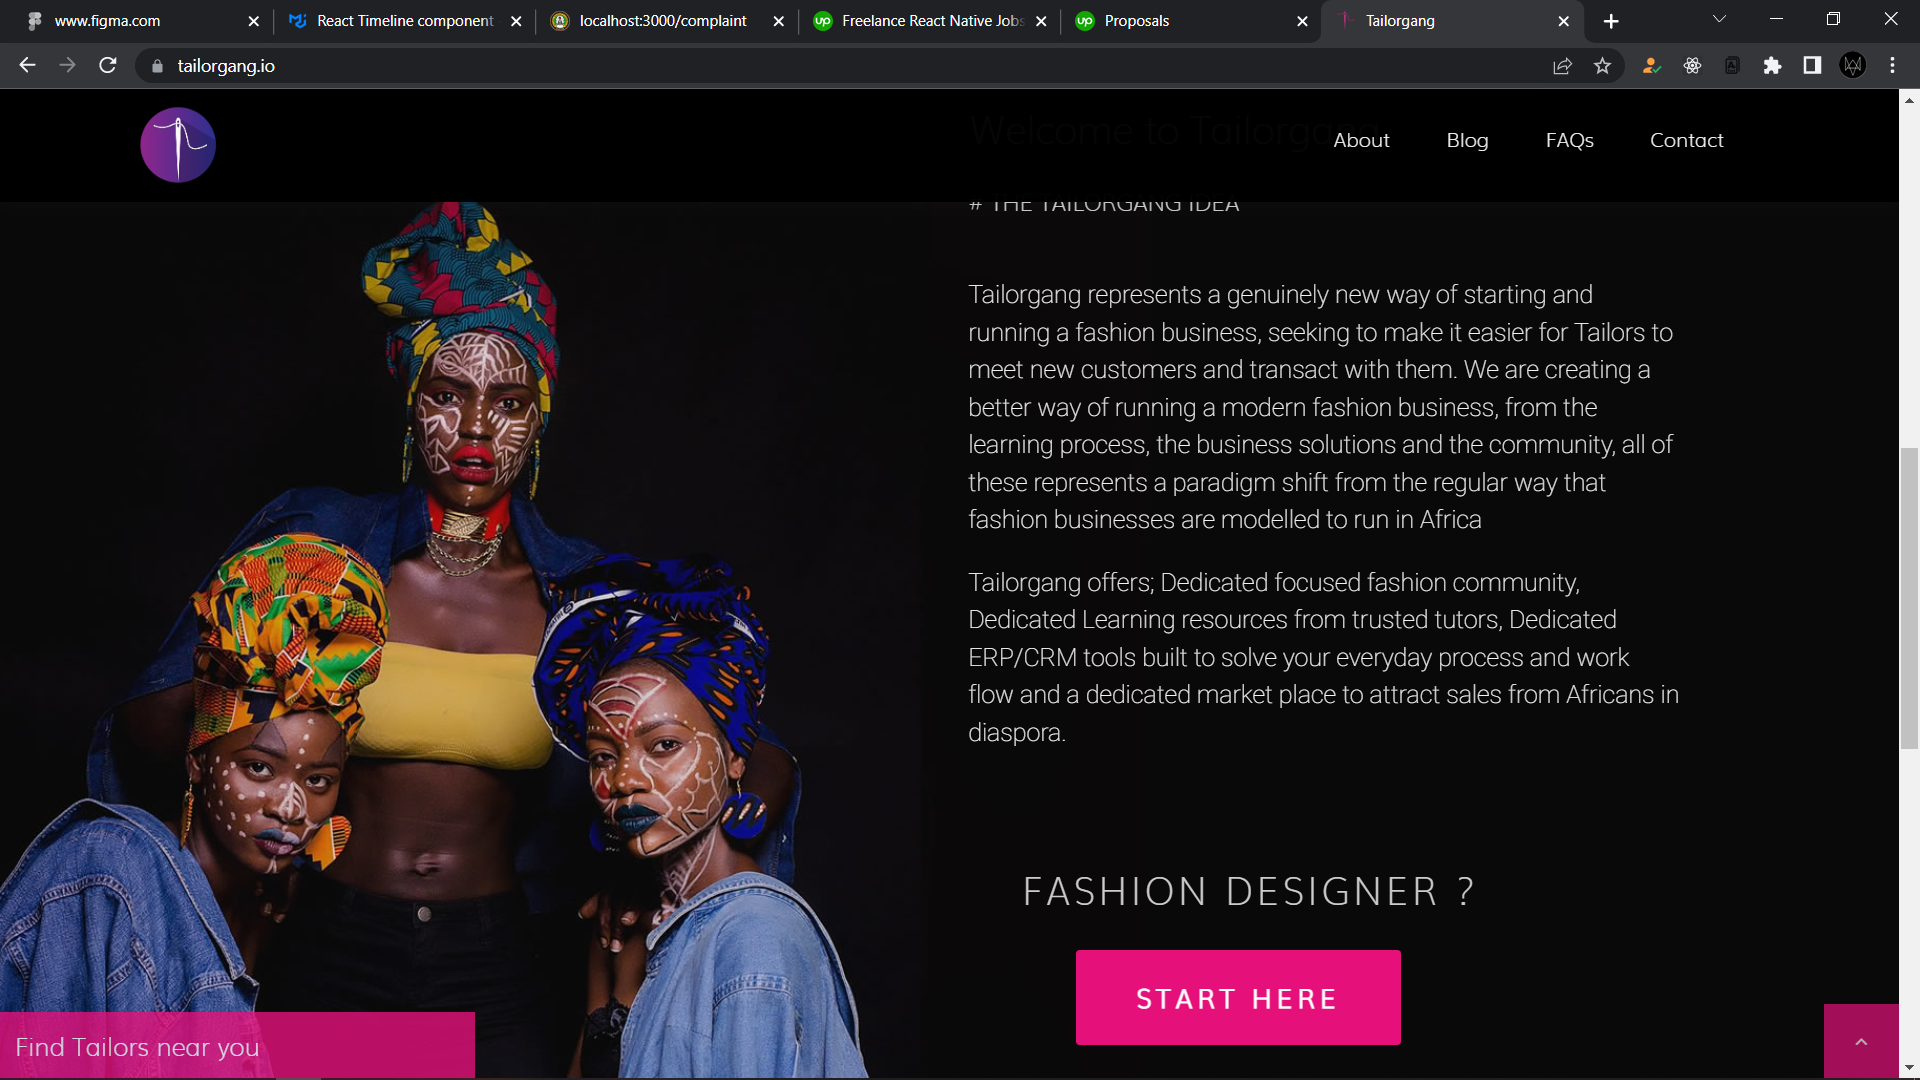 www.figma.com
React Timeline component
localhost:3000/complaint
Freelance React Native Jobs
Proposals
Tailorgang
tailorgang.io
Welcome to Tailorgang
About
Blog
FAQs
Contact
# THE TAILORGANG IDEA
Tailorgang represents a genuinely new way of starting and
running a fashion business, seeking to make it easier for Tailors to
meet new customers and transact with them. We are creating a
better way of running a modern fashion business, from the
learning process, the business solutions and the community, all of
these represents a paradigm shift from the regular way that
fashion businesses are modelled to run in Africa
Tailorgang offers; Dedicated focused fashion community,
Dedicated Learning resources from trusted tutors, Dedicated
ERP/CRM tools built to solve your everyday process and work
flow and a dedicated market place to attract sales from Africans in
diaspora.
FASHION DESIGNER ?
START HERE
Find Tailors near you